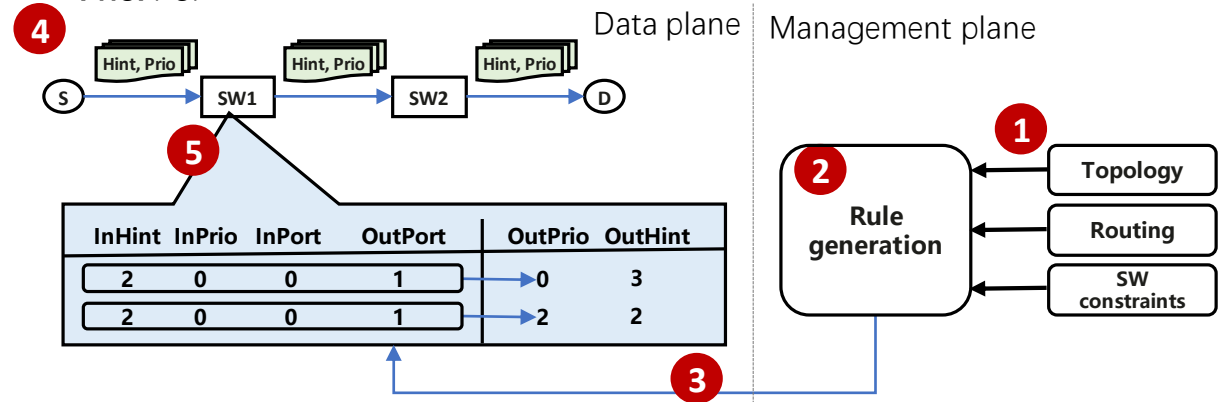 4
Data plane
Management plane
Hint, Prio
Hint, Prio
Hint, Prio
S
SW1
SW2
D
5
1
2
Topology
Rule
generation
Routing
SW
constraints
InHint InPrio InPort OutPort OutPrio OutHint
2 0 0 1 0 3
2 0 0 1 2 2
3